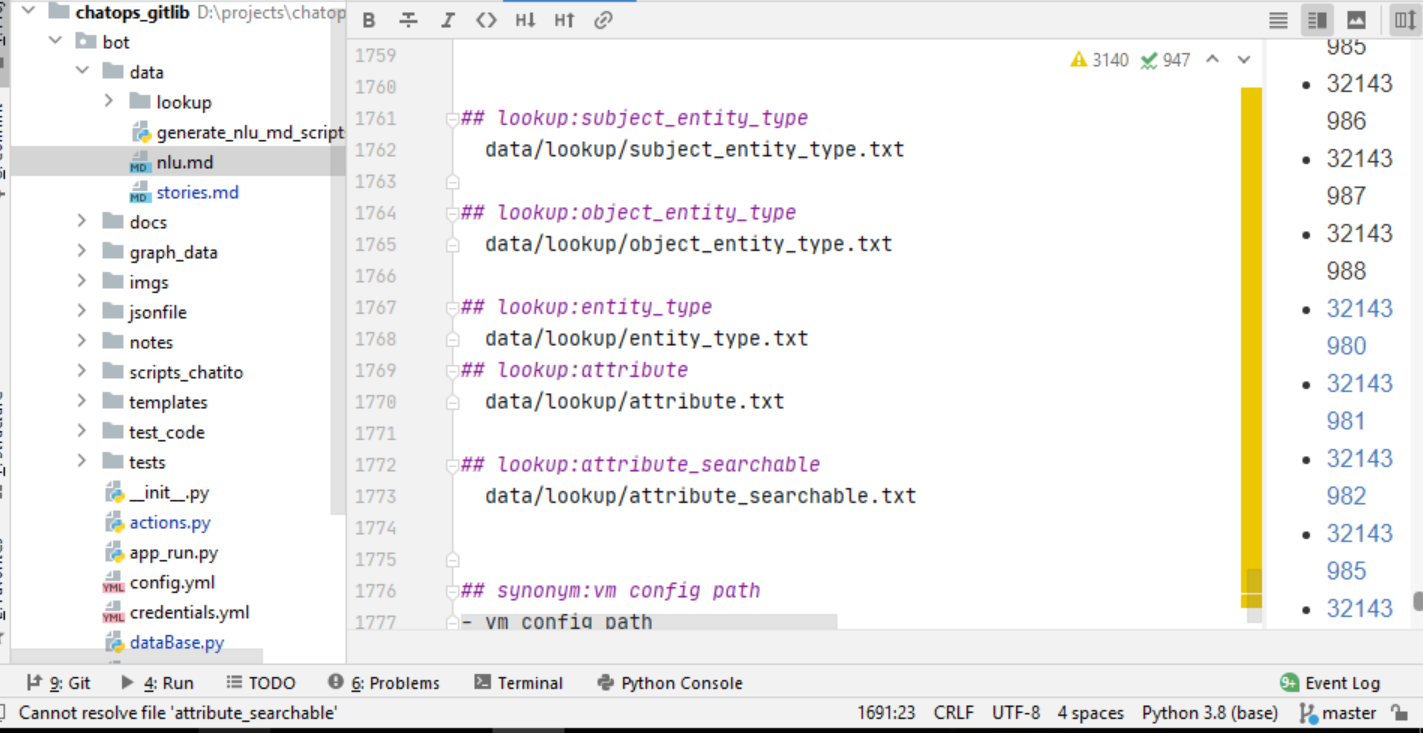 chatops_gitlib D:\projects\chatop
bot
data
lookup
generate_nlu_md_script
nlu.md
stories.md
docs
graph_data
imgs
jsonfile
notes
scripts_chatito
templates
test_code
tests
__init__.py
actions.py
app_run.py
config.yml
credentials.yml
dataBase.py
B I <> H↓ H↑
3140 947
1759
1760
1761 ## lookup:subject_entity_type
1762 data/lookup/subject_entity_type.txt
1763
1764 ## lookup:object_entity_type
1765 data/lookup/object_entity_type.txt
1766
1767 ## lookup:entity_type
1768 data/lookup/entity_type.txt
1769 ## lookup:attribute
1770 data/lookup/attribute.txt
1771
1772 ## lookup:attribute_searchable
1773 data/lookup/attribute_searchable.txt
1774
1775
1776 ## synonym:vm config path
1777 - vm config path
985
• 32143
986
• 32143
987
• 32143
988
• 32143
980
• 32143
981
• 32143
982
• 32143
985
• 32143
9: Git 4: Run TODO 6: Problems Terminal Python Console 9+ Event Log
Cannot resolve file 'attribute_searchable' 1691:23 CRLF UTF-8 4 spaces Python 3.8 (base) master